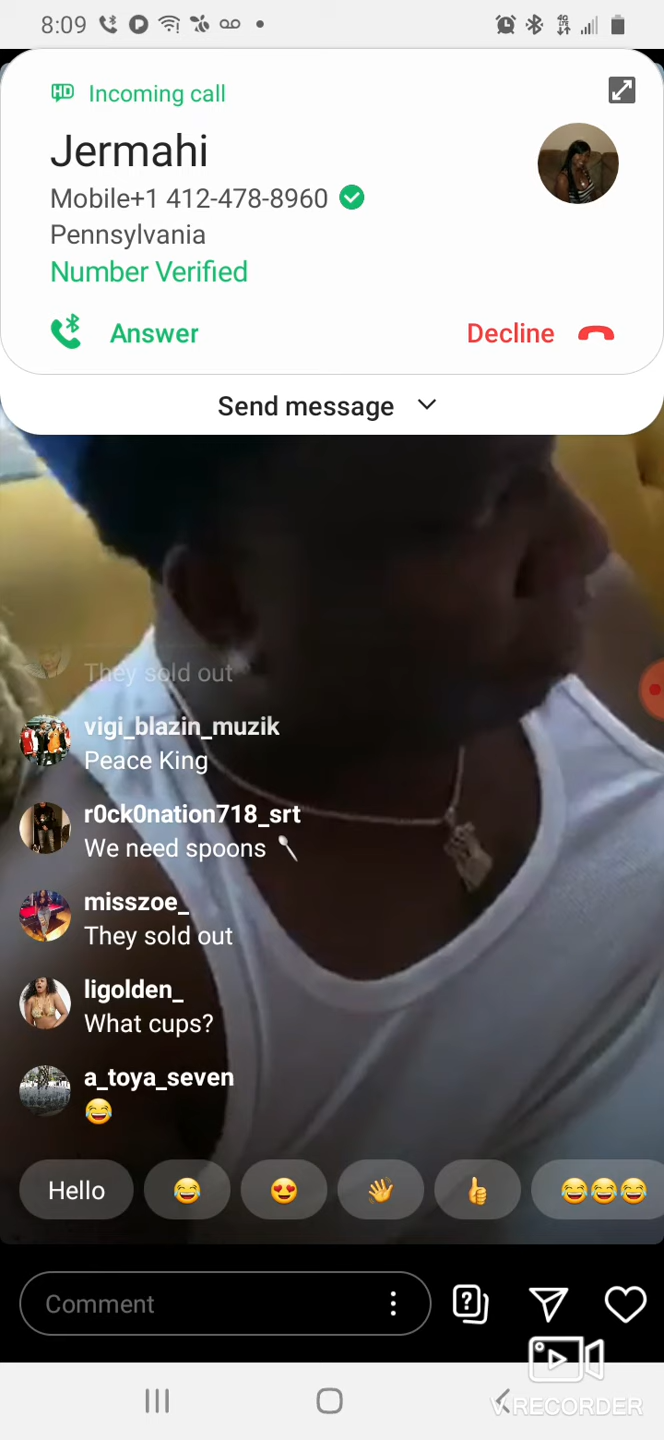 8:09
HD Incoming call
Jermahi
Mobile+1 412-478-8960
Pennsylvania
Number Verified
Answer
Decline
Send message
They sold out
vigi_blazin_muzik
Peace King
r0ck0nation718_srt
We need spoons 🥄
misszoe_
They sold out
ligolden_
What cups?
a_toya_seven
😂
Hello 😂 😍 👋 👍 😂😂😂
Comment
V RECORDER